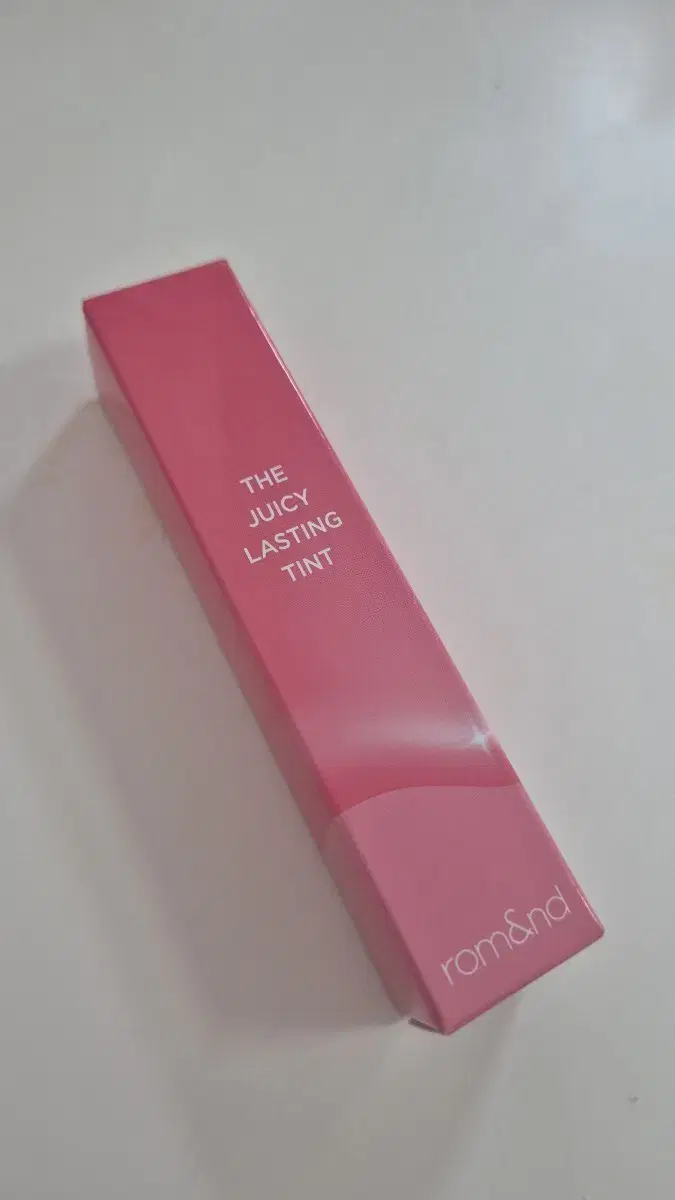 THE
JUICY
LASTING
TINT
rom&nd